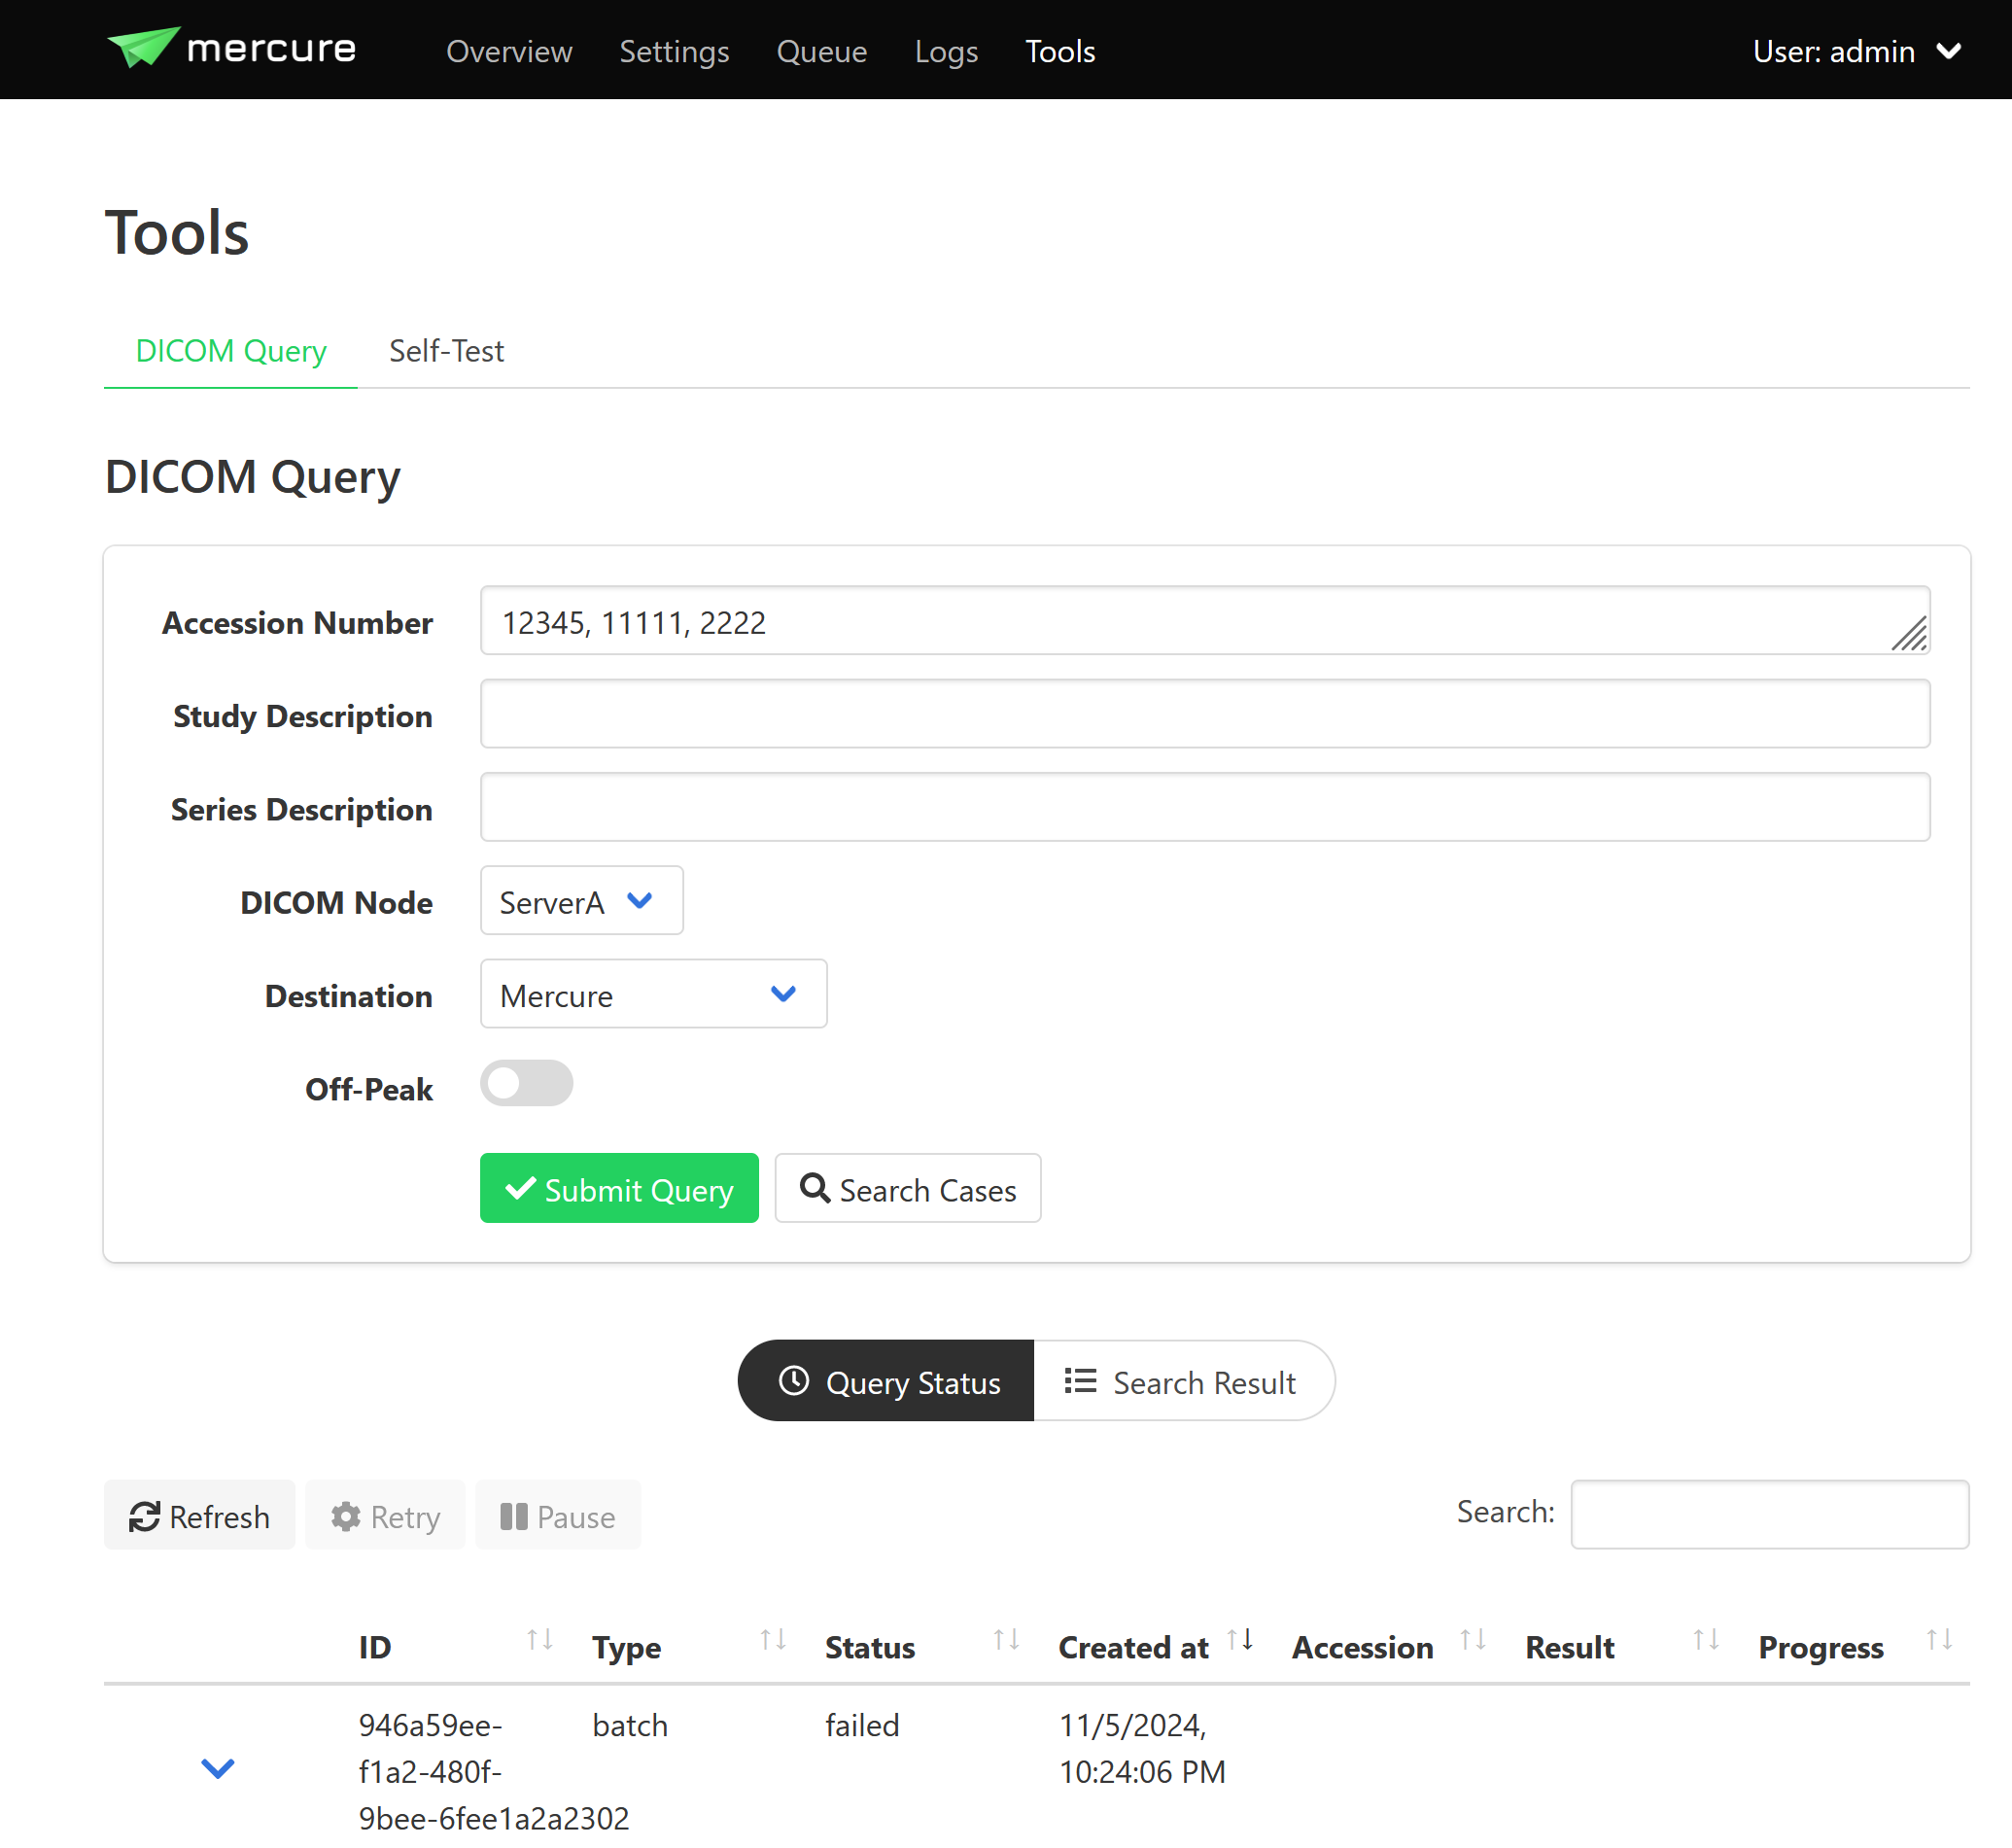 mercure Overview Settings Queue Logs Tools User: admin
Tools
DICOM Query Self-Test
DICOM Query
Accession Number 12345, 11111, 2222
Study Description
Series Description
DICOM Node ServerA
Destination Mercure
Off-Peak
Submit Query Search Cases
Query Status Search Result
Refresh Retry Pause Search:
ID Type Status Created at Accession Result Progress
946a59ee- batch failed 11/5/2024,
f1a2-480f- 10:24:06 PM
9bee-6fee1a2a2302